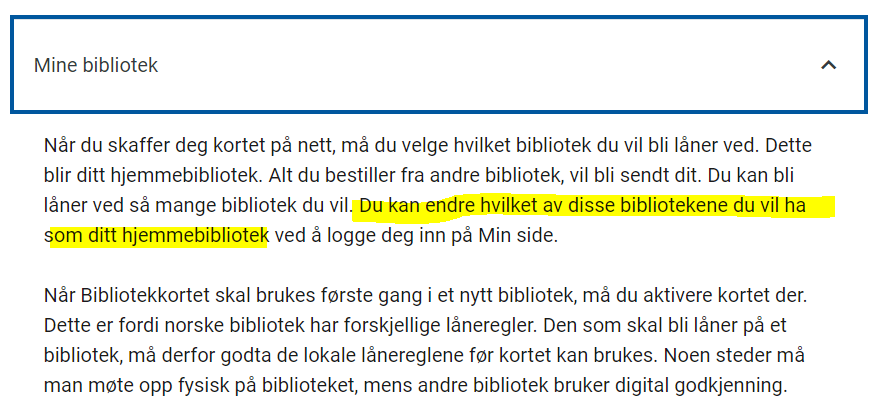 Mine bibliotek
Når du skaffer deg kortet på nett, må du velge hvilket bibliotek du vil bli låner ved. Dette
blir ditt hjemmebibliotek. Alt du bestiller fra andre bibliotek, vil bli sendt dit. Du kan bli
låner ved så mange bibliotek du vil. Du kan endre hvilket av disse bibliotekene du vil ha
som ditt hjemmebibliotek ved å logge deg inn på Min side.
Når Bibliotekkortet skal brukes første gang i et nytt bibliotek, må du aktivere kortet der.
Dette er fordi norske bibliotek har forskjellige låneregler. Den som skal bli låner på et
bibliotek, må derfor godta de lokale lånereglene før kortet kan brukes. Noen steder må
man møte opp fysisk på biblioteket, mens andre bibliotek bruker digital godkjenning.